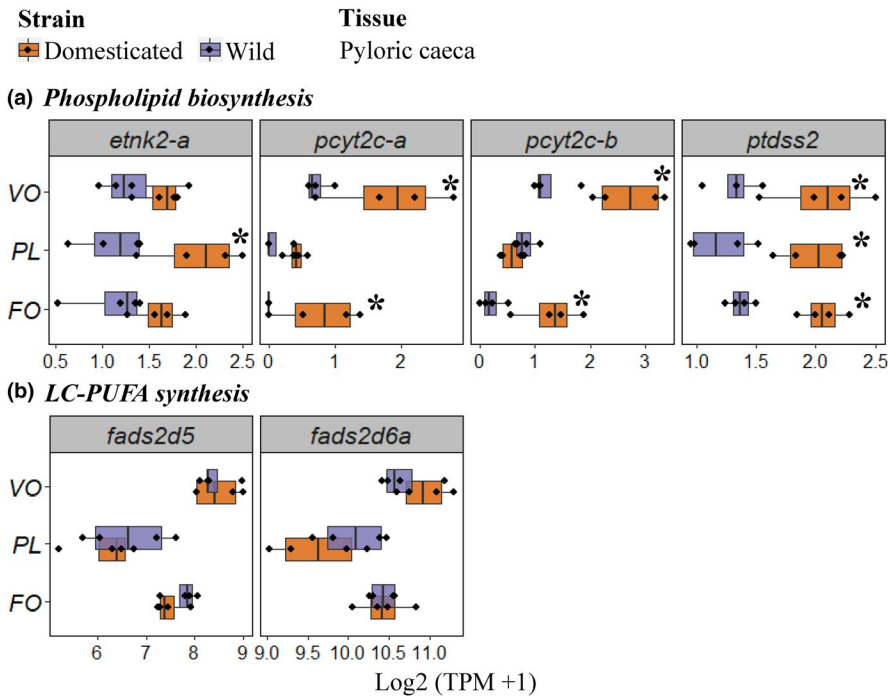 Strain Tissue
Domesticated Wild Pyloric caeca
(a) Phospholipid biosynthesis
etnk2-a pcyt2c-a pcyt2c-b ptdss2
VO * * *
PL * *
FO * * *
0.5 1.0 1.5 2.0 2.5 0 1 2 0 1 2 3 1.0 1.5 2.0 2.5
(b) LC-PUFA synthesis
fads2d5 fads2d6a
VO
PL
FO
6 7 8 9 9.0 9.5 10.0 10.5 11.0
Log2 (TPM +1)